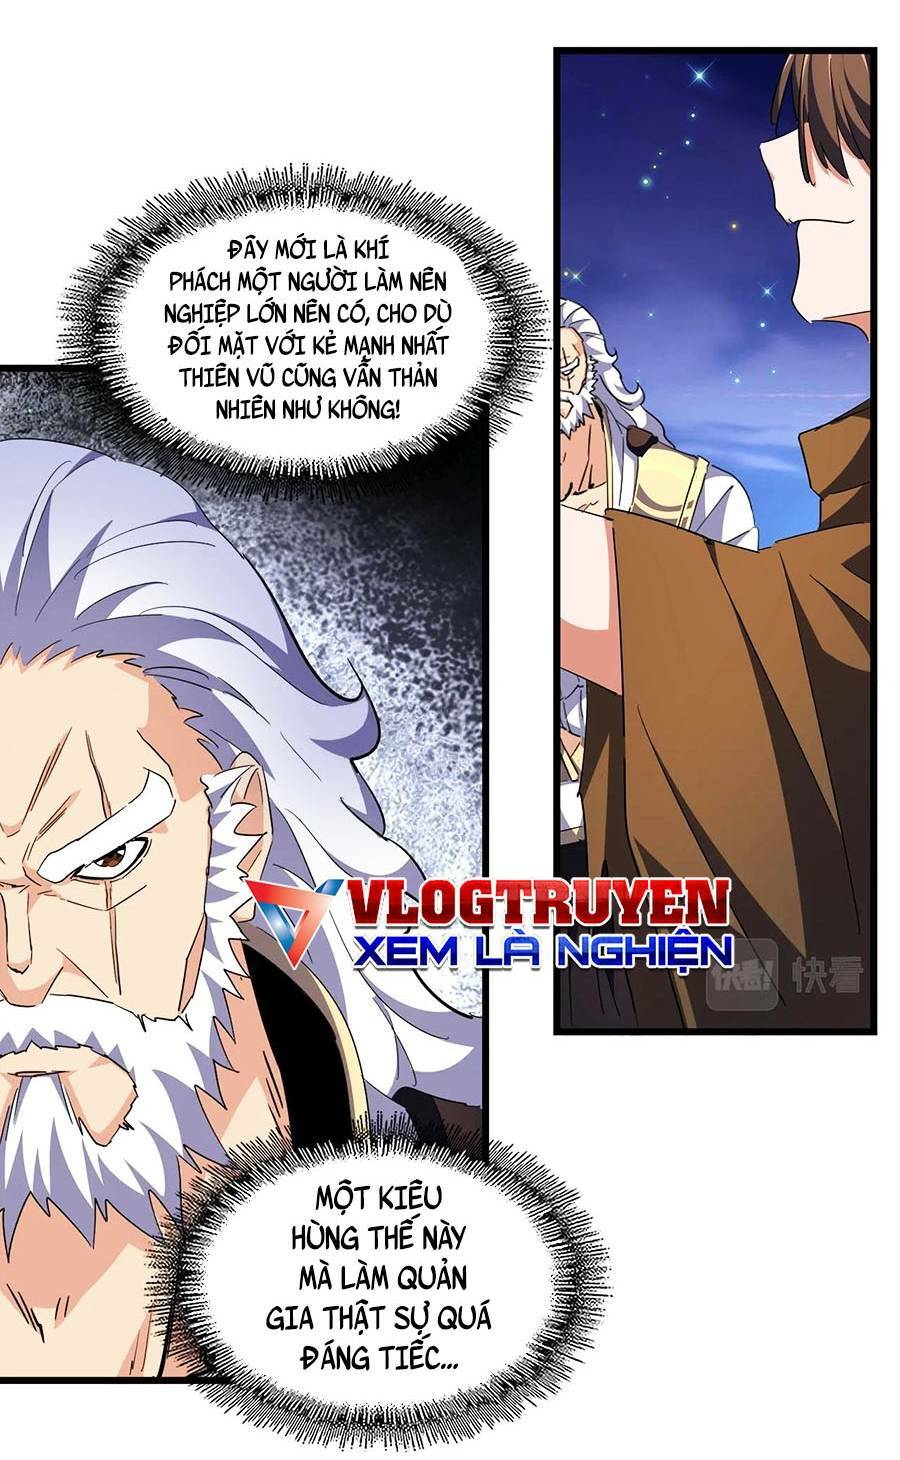 ĐÂY MỚI LÀ KHÍ
PHÁCH MỘT NGƯỜI LÀM NÊN
NGHIỆP LỚN NÊN CÓ, CHO DÙ
ĐỐI MẶT VỚI KẺ MẠNH NHẤT
THIÊN VŨ CŨNG VẪN THẢN
NHIÊN NHƯ KHÔNG!
VLOGTRUYEN
XEM LÀ NGHIỆN
快看! 快看
MỘT KIÊU
HÙNG THẾ NÀY
MÀ LÀM QUẢN
GIA THẬT SỰ QUÁ
ĐÁNG TIẾC...